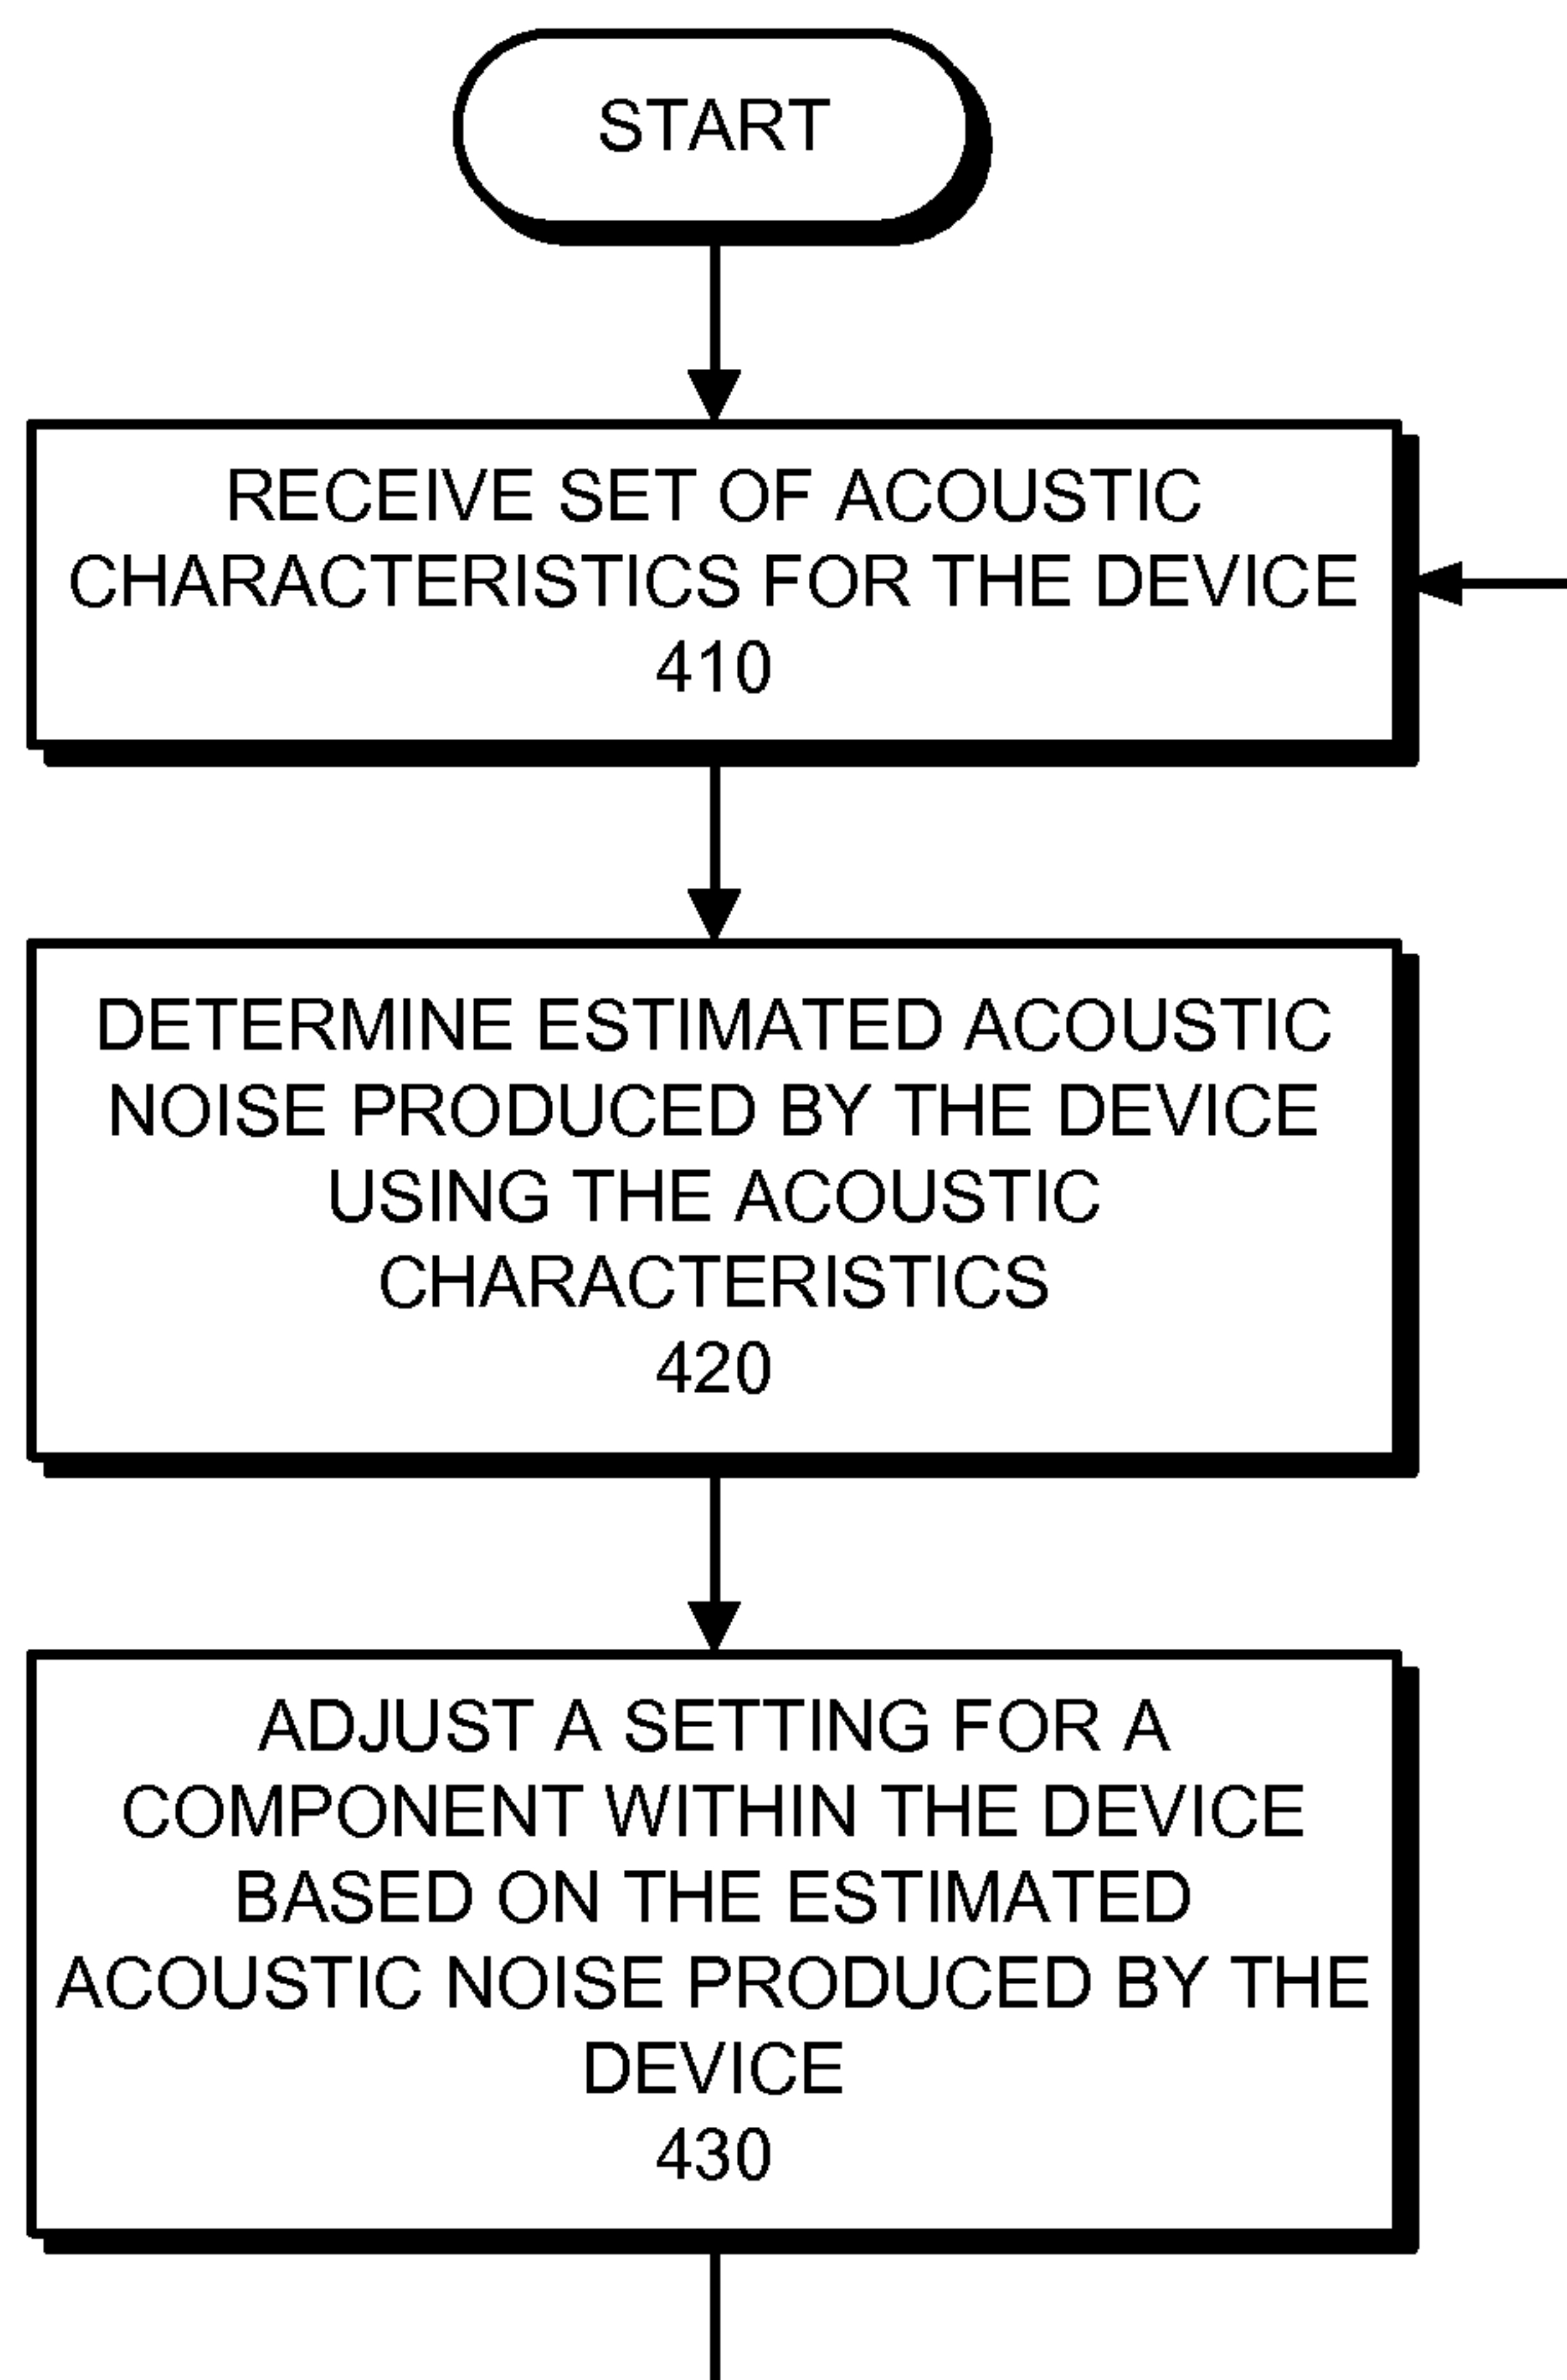 START
RECEIVE SET OF ACOUSTIC
CHARACTERISTICS FOR THE DEVICE
410
DETERMINE ESTIMATED ACOUSTIC
NOISE PRODUCED BY THE DEVICE
USING THE ACOUSTIC
CHARACTERISTICS
420
ADJUST A SETTING FOR A
COMPONENT WITHIN THE DEVICE
BASED ON THE ESTIMATED
ACOUSTIC NOISE PRODUCED BY THE
DEVICE
430